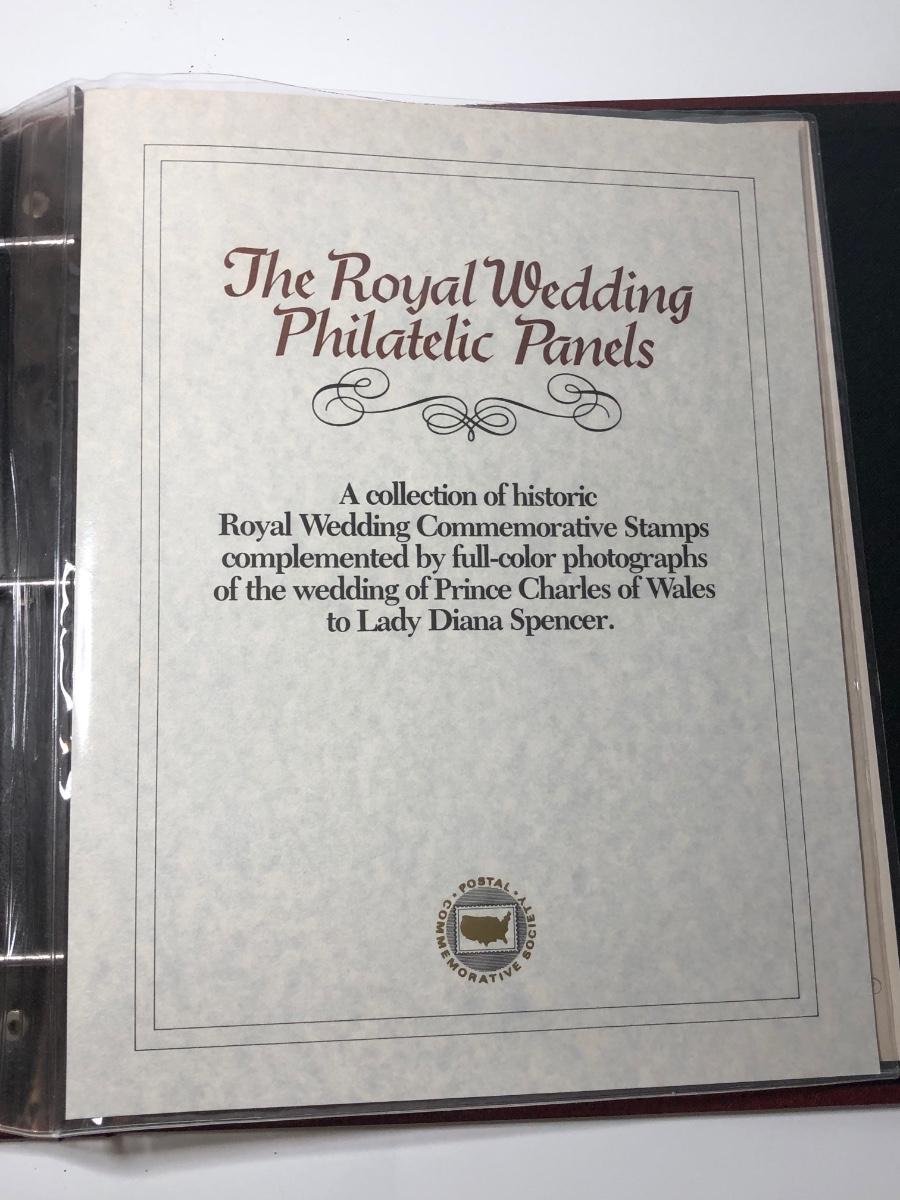 The Royal Wedding
Philatelic Panels
A collection of historic
Royal Wedding Commemorative Stamps
complemented by full-color photographs
of the wedding of Prince Charles of Wales
to Lady Diana Spencer.
· POSTAL ·
COMMEMORATIVE SOCIETY